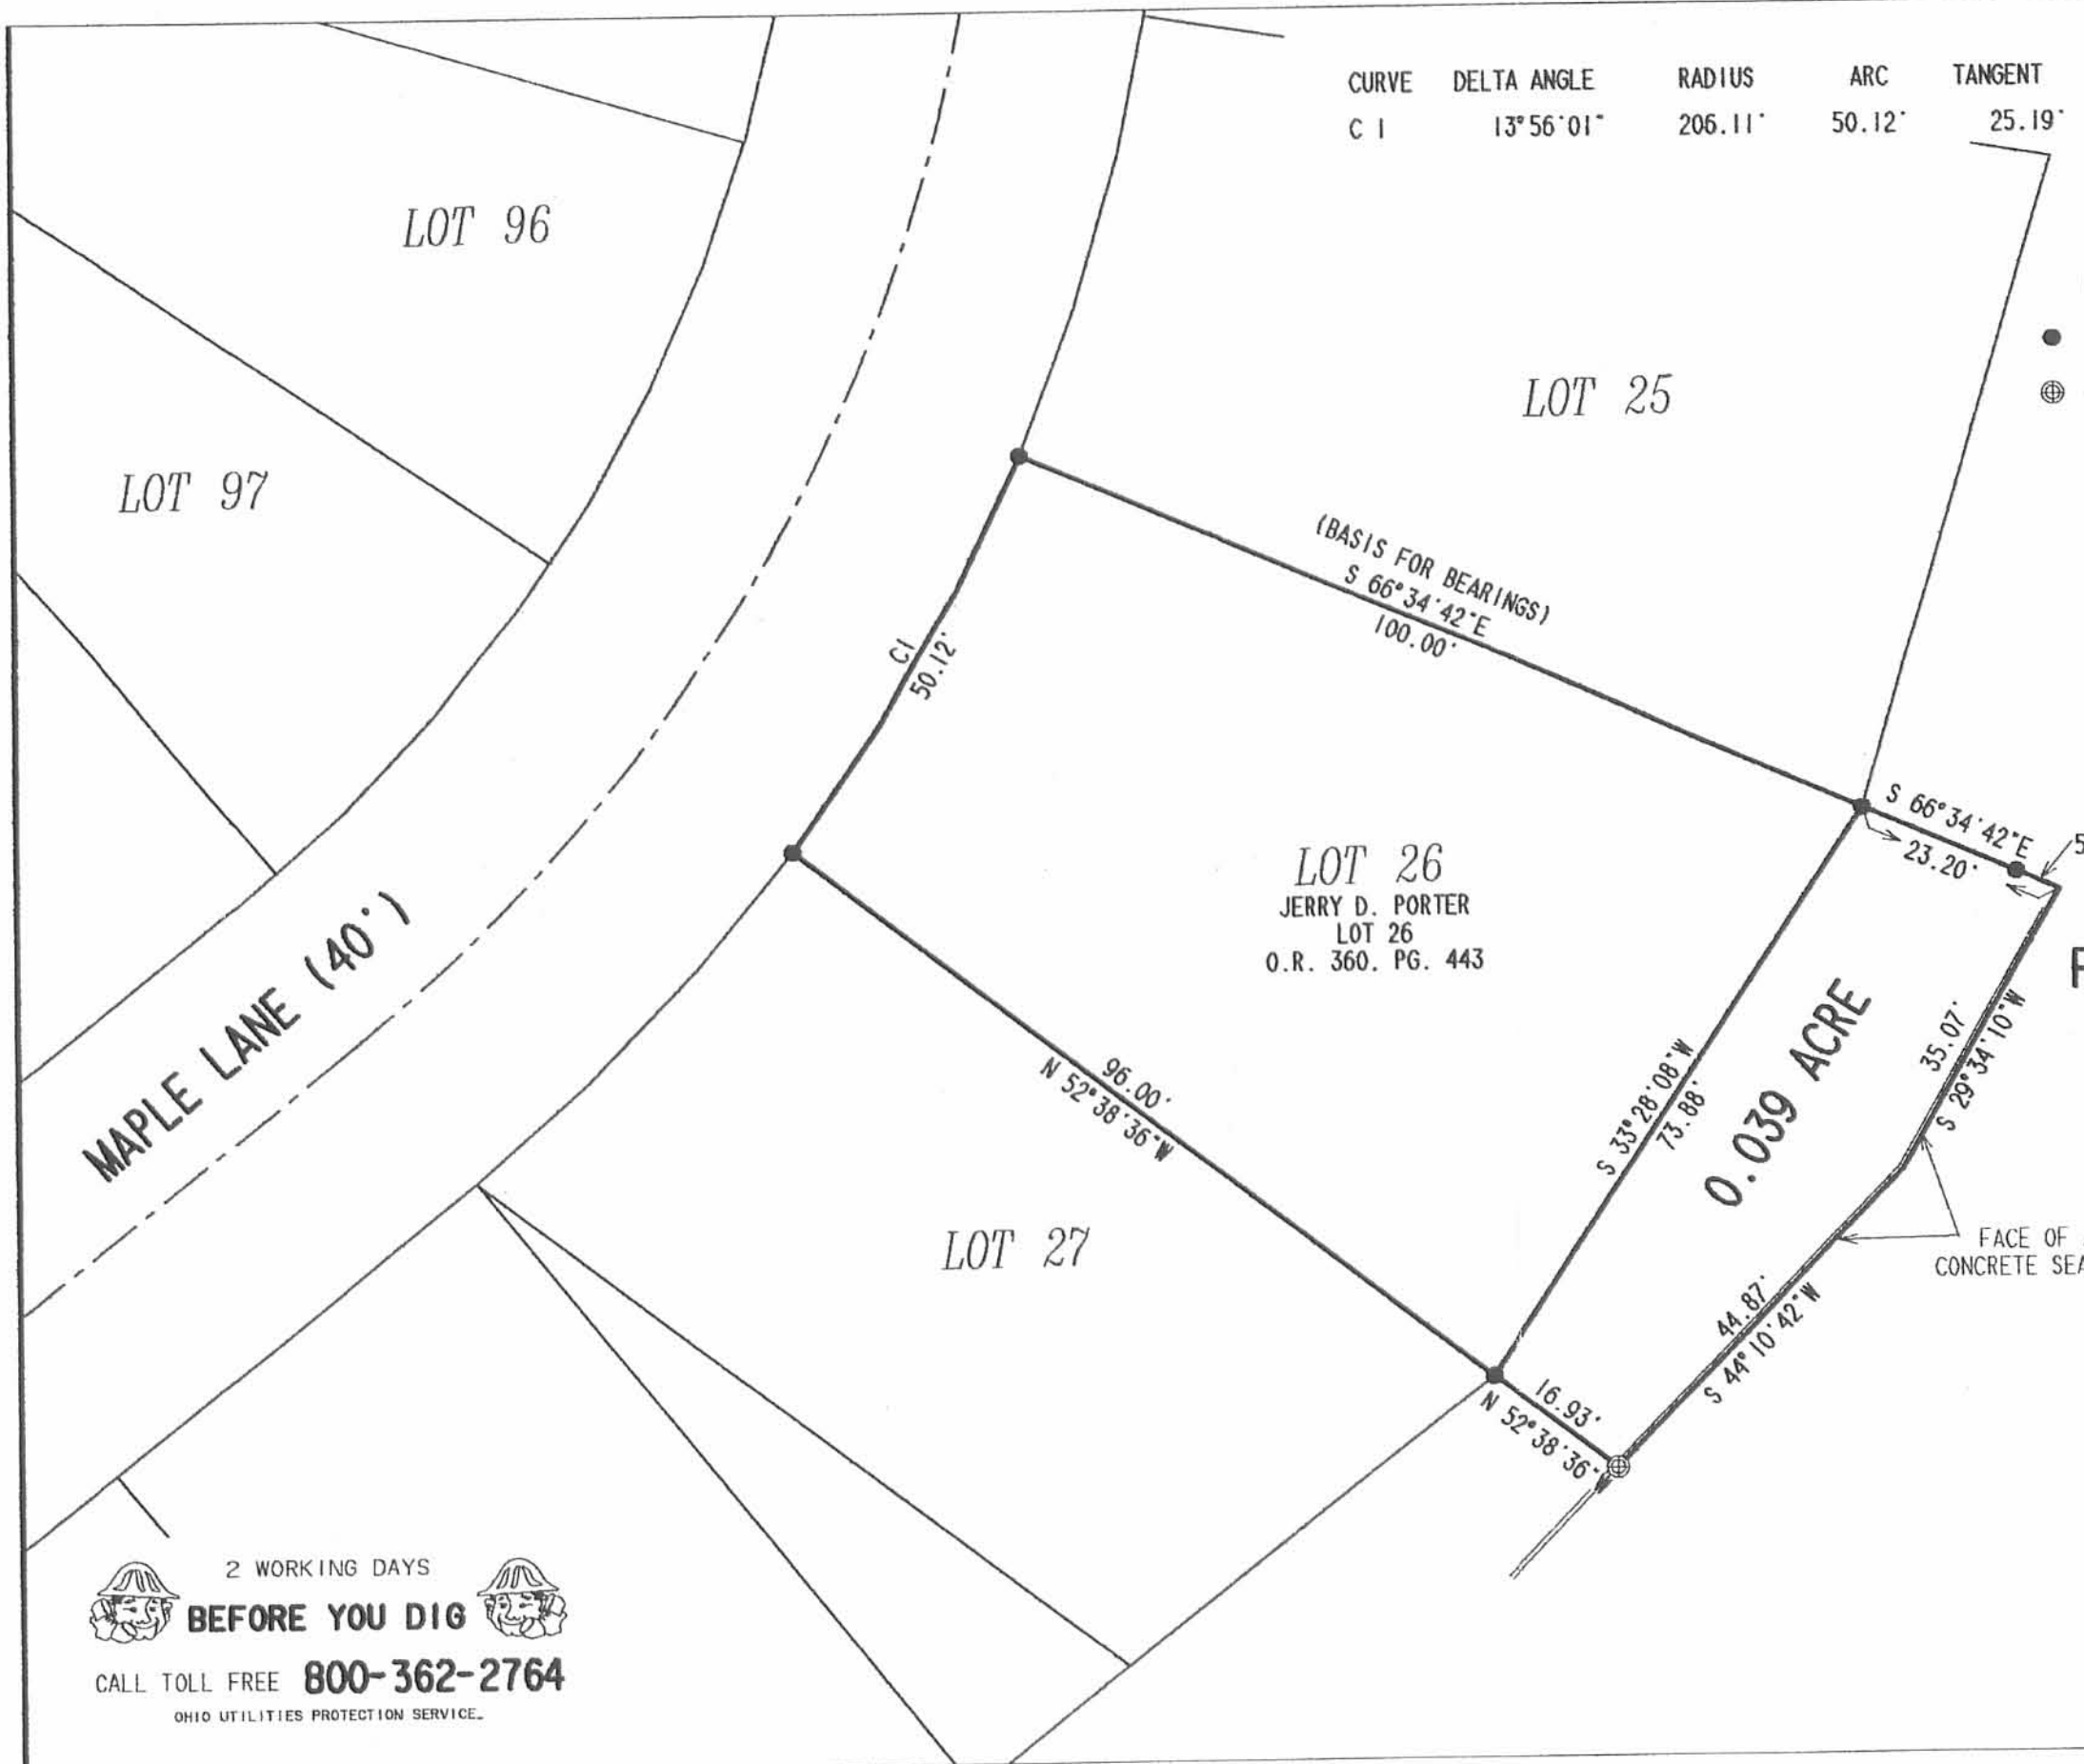 CURVE DELTA ANGLE RADIUS ARC TANGENT
C 1 13°56'01" 206.11' 50.12' 25.19'
LOT 96
LOT 25
LOT 97
(BASIS FOR BEARINGS)
S 66°34'42"E
100.00'
C1
50.12'
S 66°34'42"E
23.20'
5
LOT 26
JERRY D. PORTER
LOT 26
O.R. 360. PG. 443
MAPLE LANE (40')
96.00'
N 52°38'36"W
S 33°28'08"W
73.88'
0.039 ACRE
35.07'
S 29°34'10"W
LOT 27
FACE OF
CONCRETE SEA
44.87'
S 44°10'42"W
16.93'
N 52°38'36"
2 WORKING DAYS
BEFORE YOU DIG
CALL TOLL FREE 800-362-2764
OHIO UTILITIES PROTECTION SERVICE.